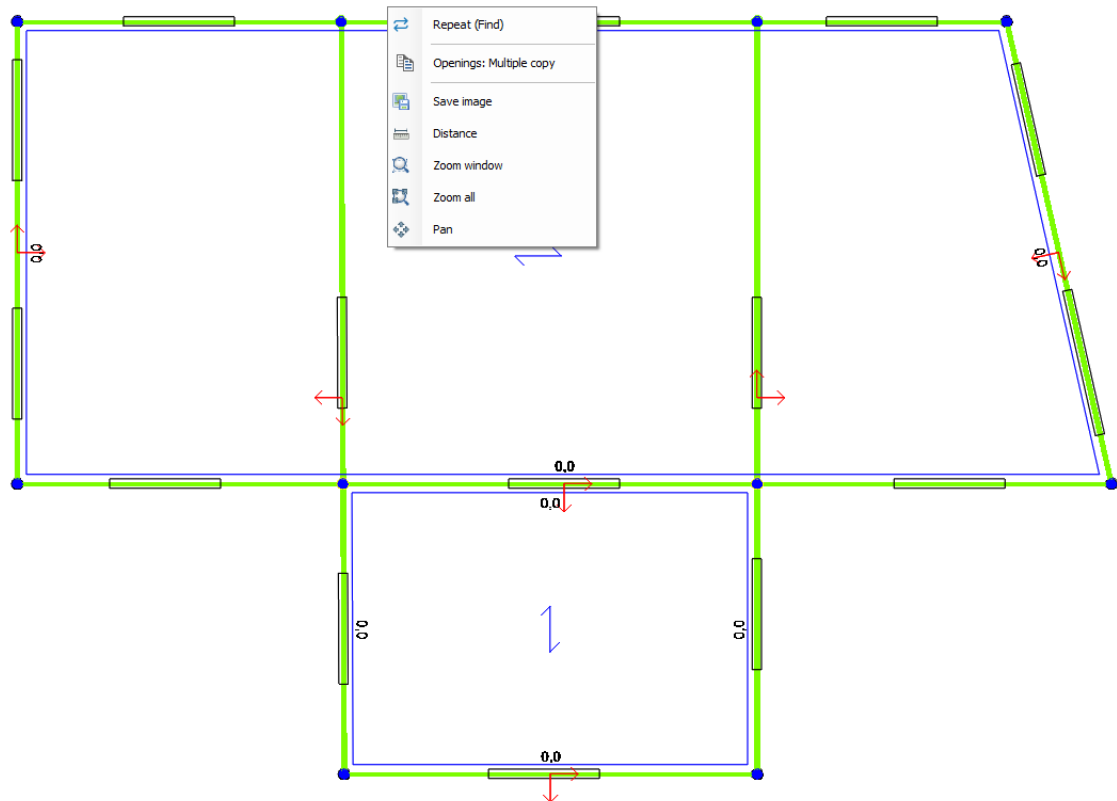 Repeat (Find)
Openings: Multiple copy
Save image
Distance
Zoom window
Zoom all
Pan
0,0
0,0
0,0
0,0
0,0
0,0
0,0